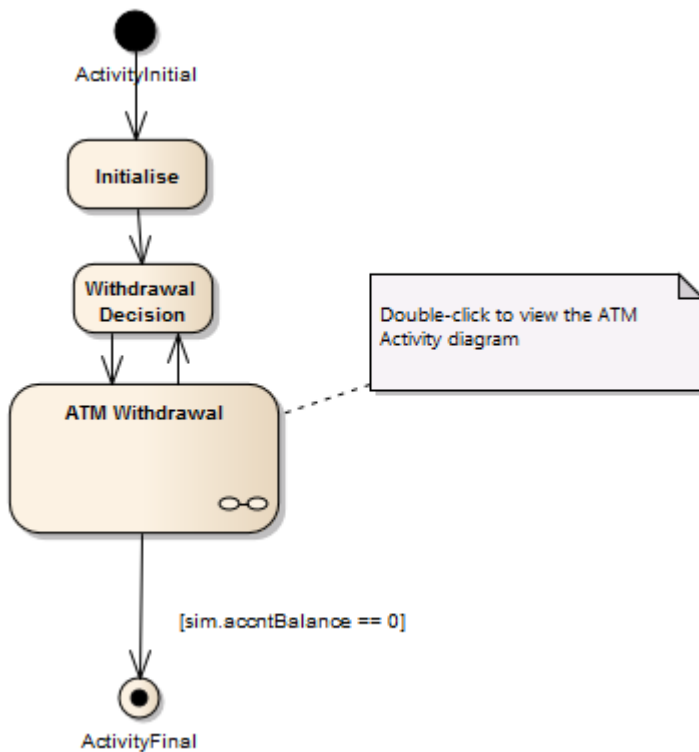 ActivityInitial
Initialise
Withdrawal
Decision
Double-click to view the ATM
Activity diagram
ATM Withdrawal
[sim.accntBalance == 0]
ActivityFinal